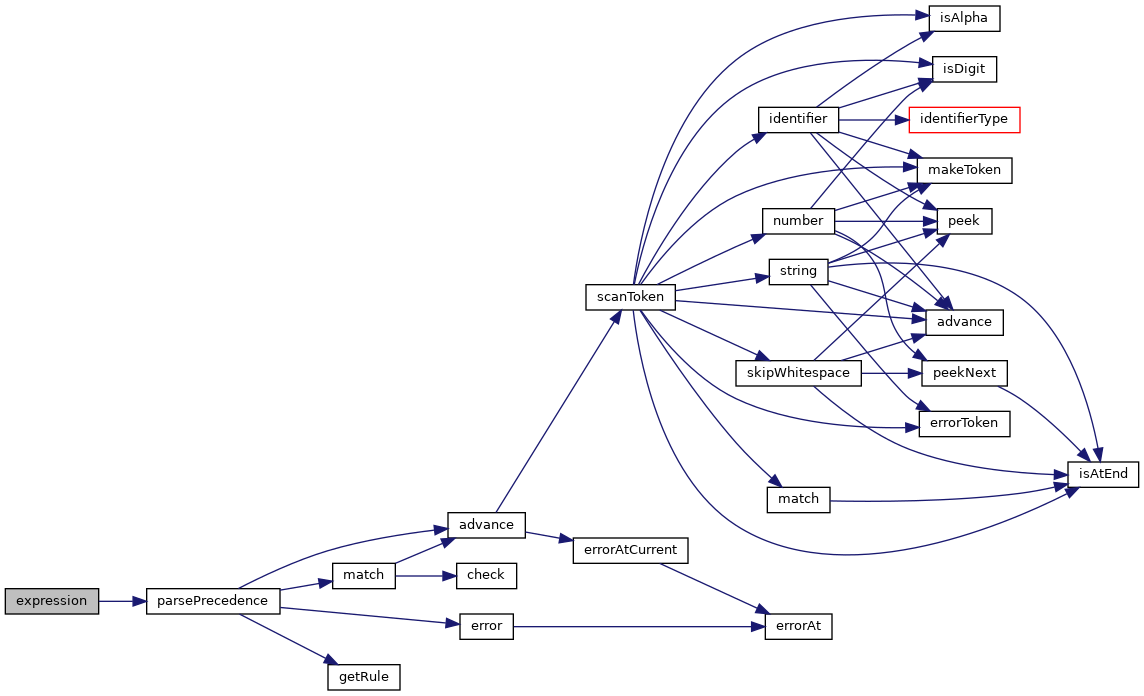 isAlpha
isDigit
identifier
identifierType
makeToken
number
peek
string
scanToken
advance
skipWhitespace
peekNext
errorToken
isAtEnd
match
advance
errorAtCurrent
match
check
expression
parsePrecedence
error
errorAt
getRule